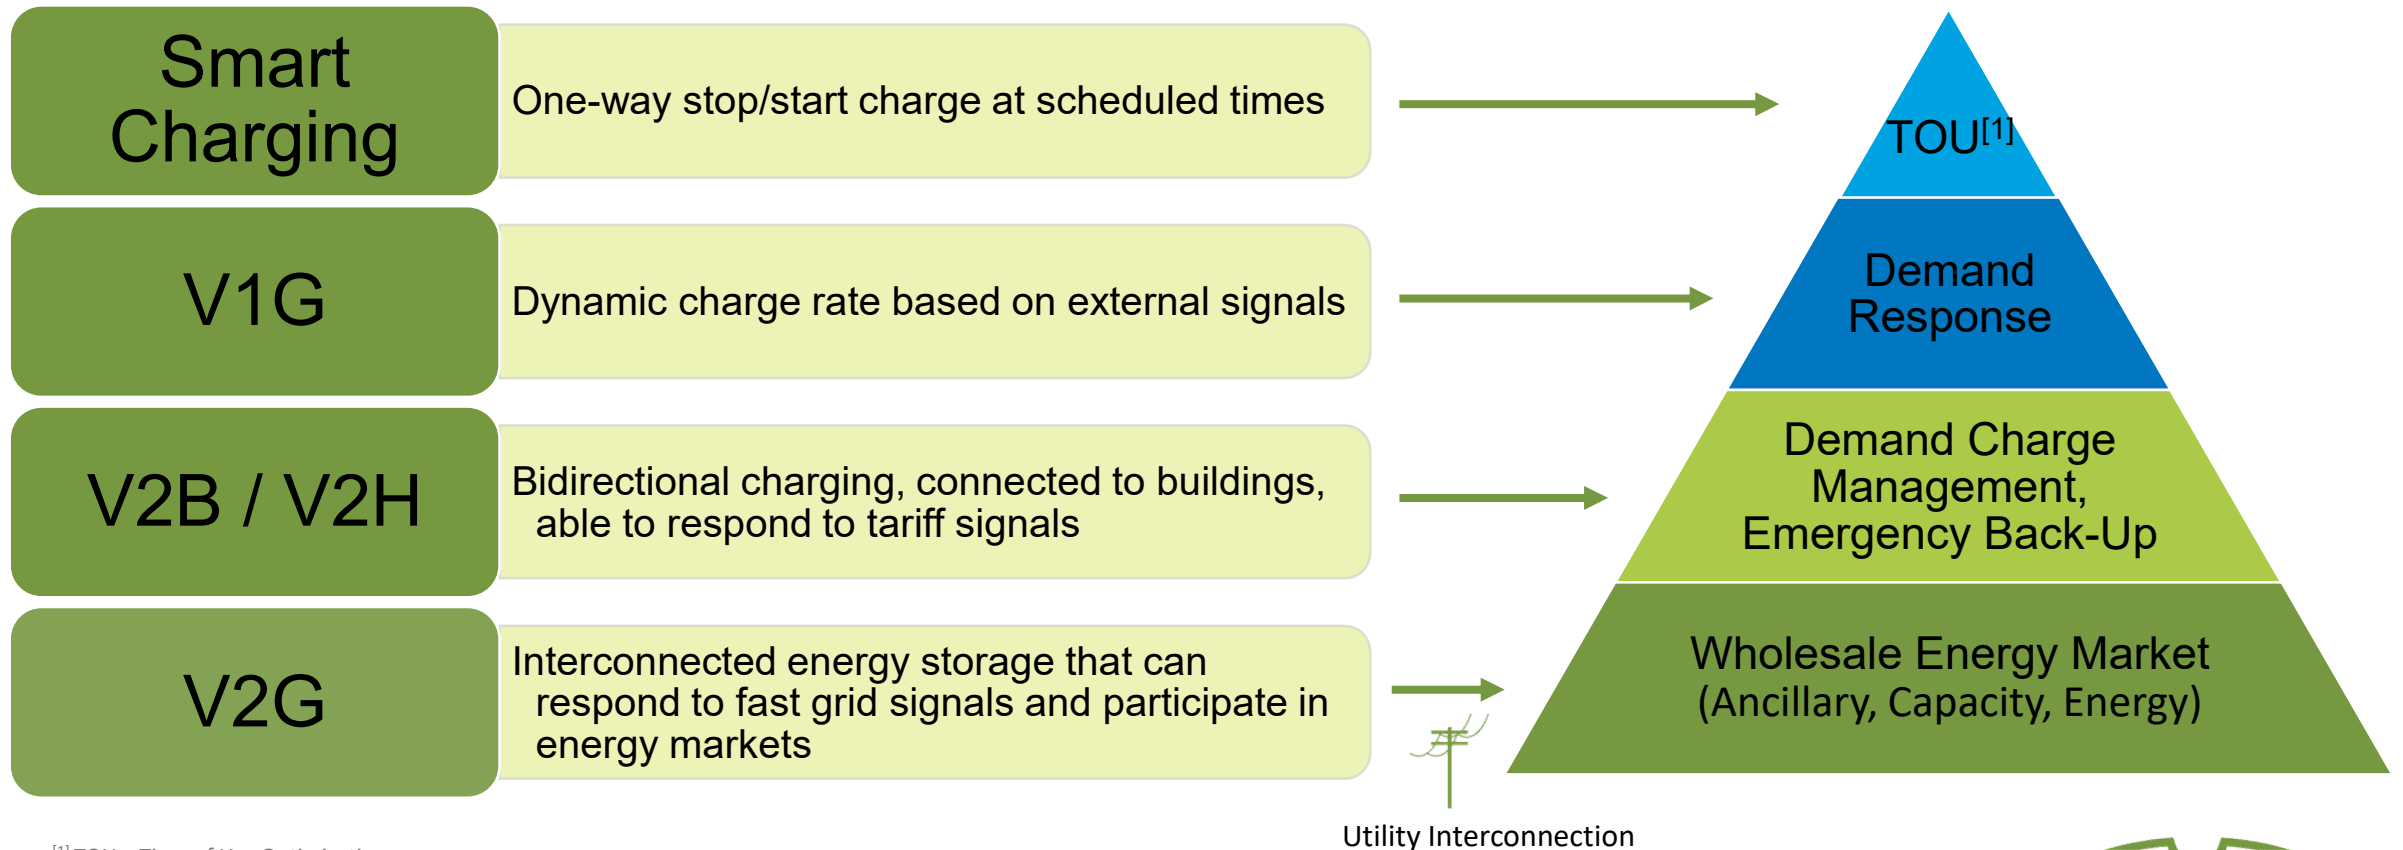 Smart
Charging
One-way stop/start charge at scheduled times
TOU[1]
V1G
Dynamic charge rate based on external signals
Demand
Response
V2B / V2H
Bidirectional charging, connected to buildings,
able to respond to tariff signals
Demand Charge
Management,
Emergency Back-Up
V2G
Interconnected energy storage that can
respond to fast grid signals and participate in
energy markets
Wholesale Energy Market
(Ancillary, Capacity, Energy)
Utility Interconnection
[1]